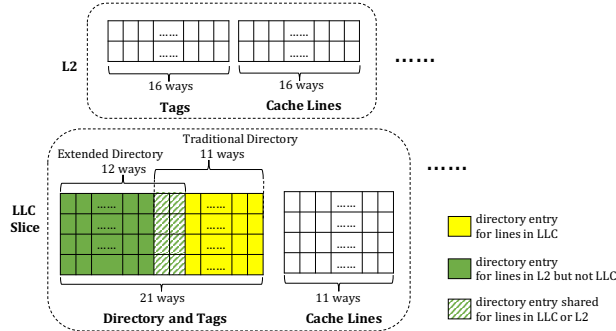 ......
......
L2
......
16 ways
16 ways
Tags
Cache Lines
Traditional Directory
11 ways
Extended Directory
12 ways
......
LLC
Slice
......
......
......
......
......
......
......
......
......
......
......
......
21 ways
11 ways
Directory and Tags
Cache Lines
directory entry
for lines in LLC
directory entry
for lines in L2 but not LLC
directory entry shared
for lines in LLC or L2